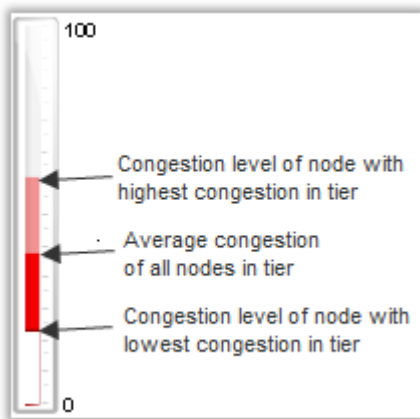 100
Congestion level of node with
highest congestion in tier
Average congestion
of all nodes in tier
Congestion level of node with
lowest congestion in tier
0